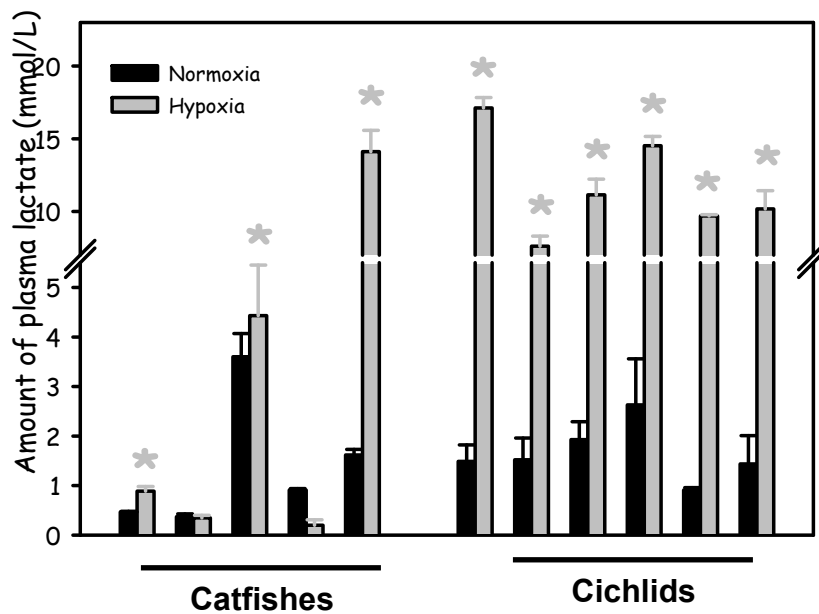 Amount of plasma lactate (mmol/L)
Normoxia
Hypoxia
20
15
10
5
4
3
2
1
0
Catfishes
Cichlids